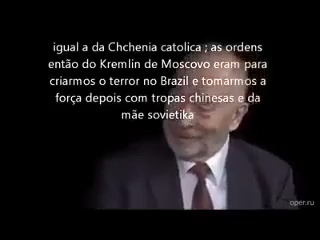 igual a da Chchenia catolica ; as ordens
então do Kremlin de Moscovo eram para
criarmos o terror no Brazil e tomarmos a
força depois com tropas chinesas e da
mãe sovietika
oper.ru